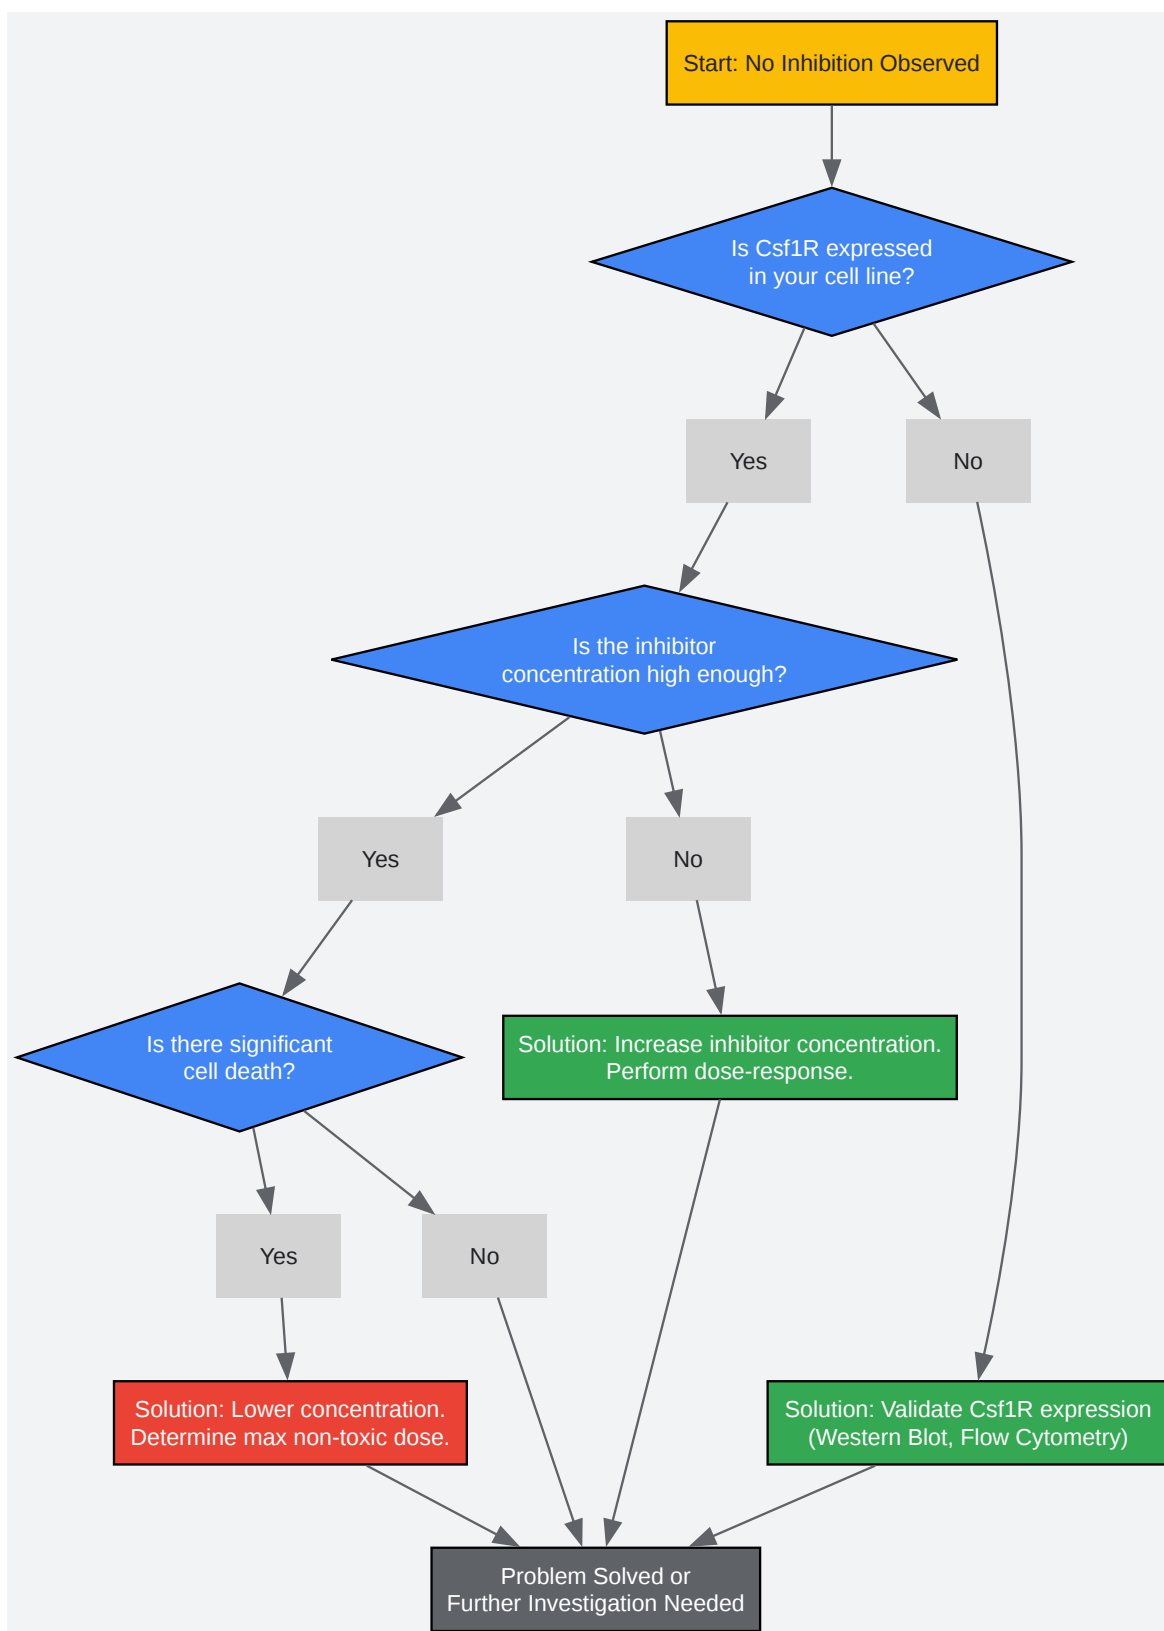 Start: No Inhibition Observed
Is Csf1R expressed
in your cell line?
Yes
No
Is the inhibitor
concentration high enough?
Yes
No
Is there significant
cell death?
Solution: Increase inhibitor concentration.
Perform dose-response.
Yes
No
Solution: Lower concentration.
Determine max non-toxic dose.
Solution: Validate Csf1R expression
(Western Blot, Flow Cytometry)
Problem Solved or
Further Investigation Needed